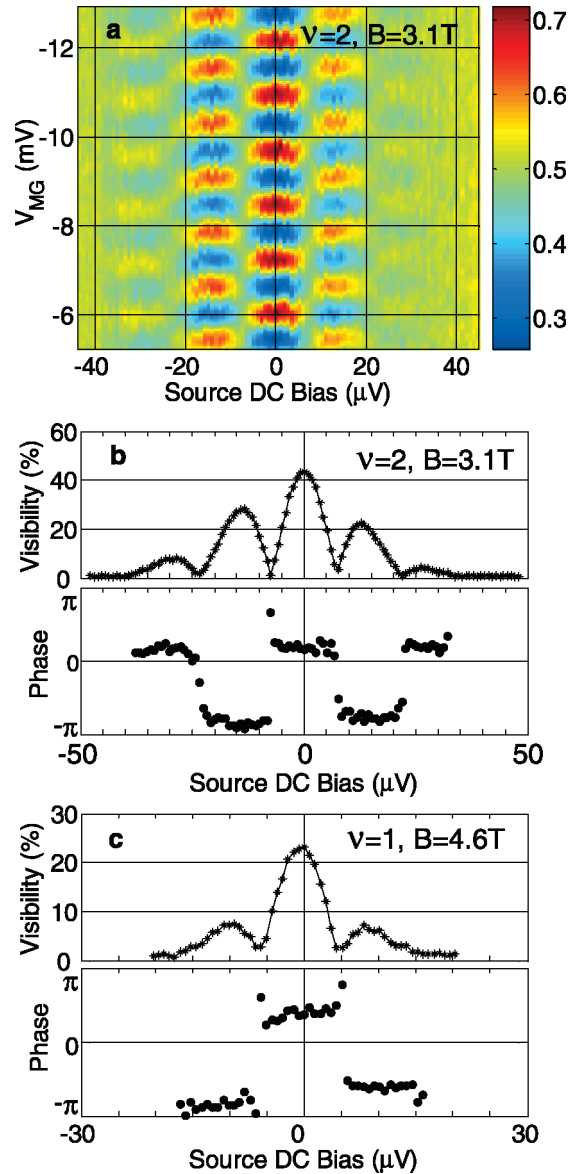 a
ν=2, B=3.1T
-12
-10
-8
-6
V_MG (mV)
-40 -20 0 20 40
Source DC Bias (μV)
0.7
0.6
0.5
0.4
0.3
b
ν=2, B=3.1T
60
40
20
0
Visibility (%)
π
0
-π
Phase
-50 0 50
Source DC Bias (μV)
c
ν=1, B=4.6T
30
20
10
0
Visibility (%)
π
0
-π
Phase
-30 0 30
Source DC Bias (μV)